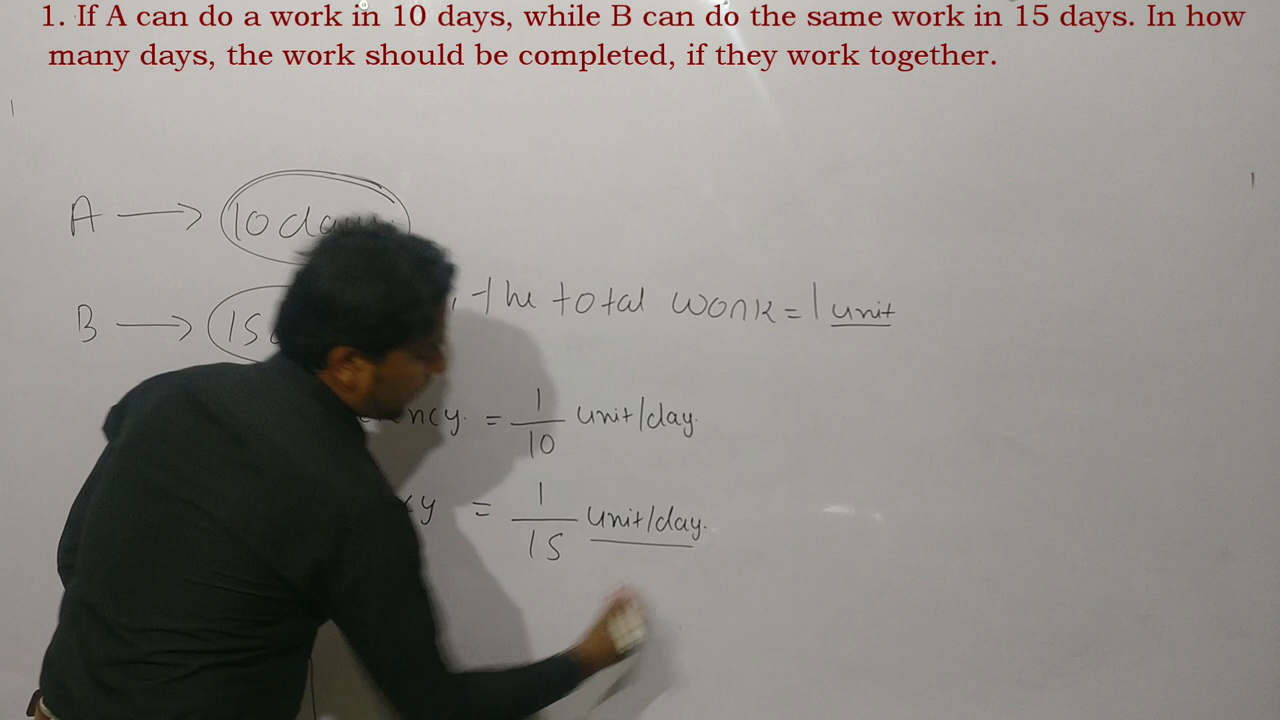 1. If A can do a work in 10 days, while B can do the same work in 15 days. In how
many days, the work should be completed, if they work together.
A → 10
B → 15
the total work = 1 unit
= 1/10 unit/day.
= 1/15 unit/day.